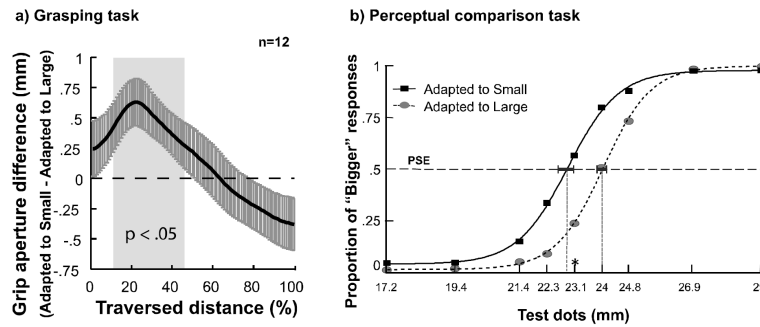 a) Grasping task
n=12
Grip aperture difference (mm)
(Adapted to Small - Adapted to Large)
1
.75
.5
.25
0
-.25
-.5
-.75
p < .05
0
20
40
60
80
100
Traversed distance (%)
b) Perceptual comparison task
Proportion of “Bigger” responses
1
.75
.5
.25
0
Adapted to Small
Adapted to Large
PSE
*
17.2
19.4
21.4
22.3
23.1
24
24.8
26.9
Test dots (mm)